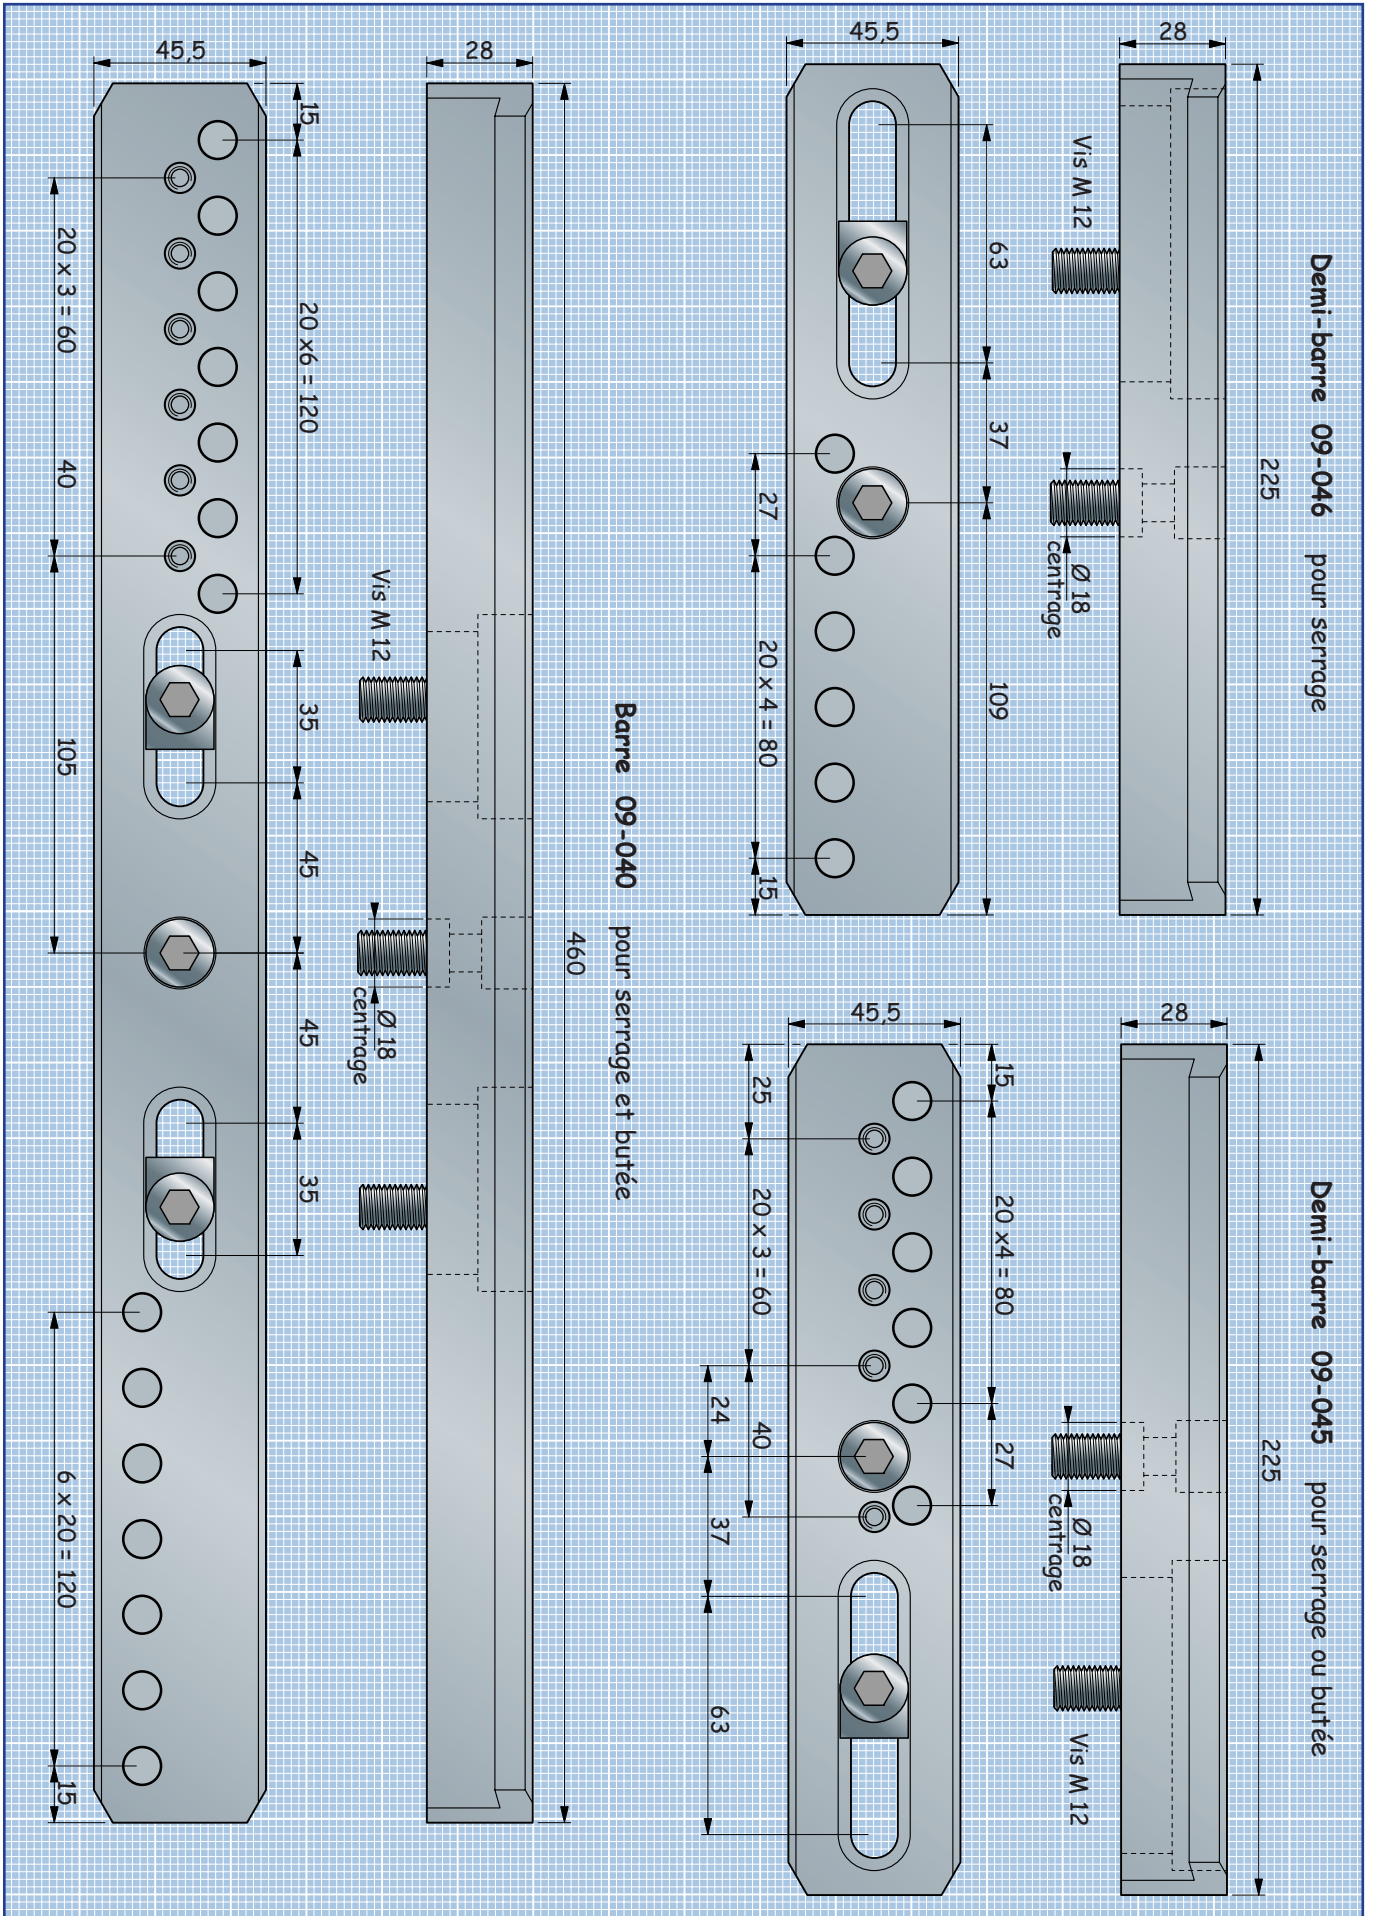 Demi-barre 09-046 pour serrage
225
28
Vis M 12
Ø 18
centrage
45,5
63
37
109
27
20 x 4 = 80
15
Demi-barre 09-045 pour serrage ou butée
225
28
Ø 18
centrage
Vis M 12
45,5
15
20 x4 = 80
27
25
20 x 3 = 60
40
24
37
63
Barre 09-040 pour serrage et butée
460
28
Vis M 12
Ø 18
centrage
45,5
15
20 x6 = 120
35
45
45
35
20 x 3 = 60
40
105
6 x 20 = 120
15